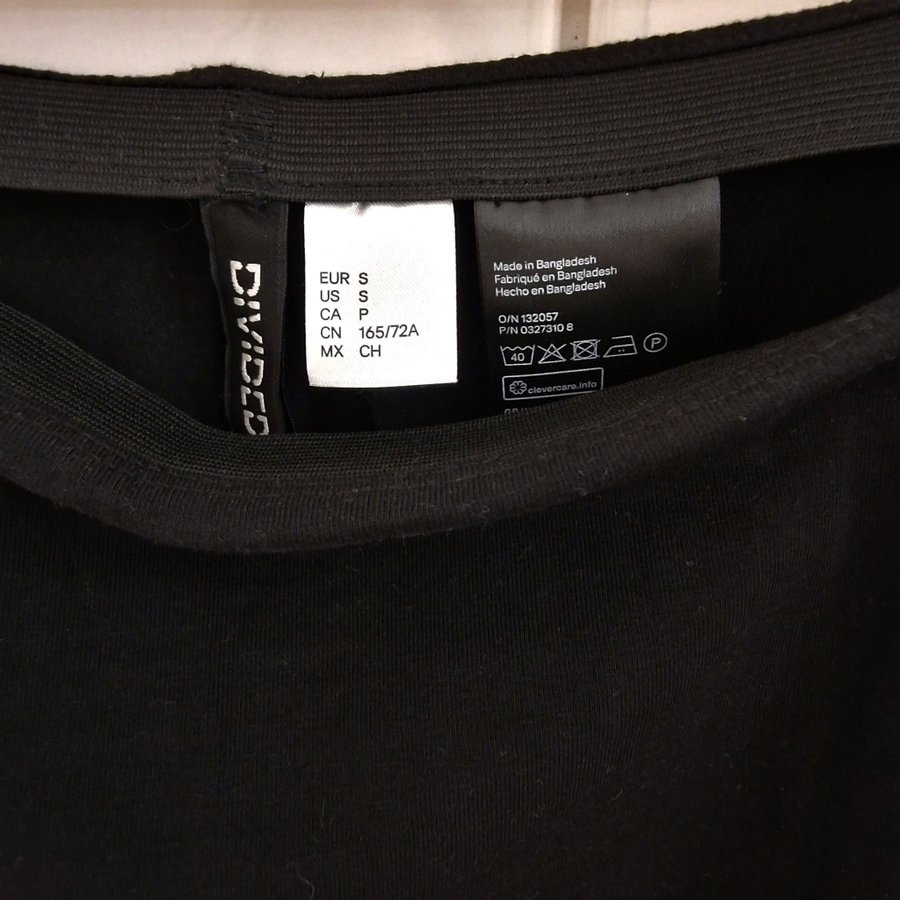 DIVIDED
EUR S
US S
CA P
CN 165/72A
MX CH
Made in Bangladesh
Fabriqué en Bangladesh
Hecho en Bangladesh
O/N 132057
P/N 0327310 8
40 P
clevercare.info